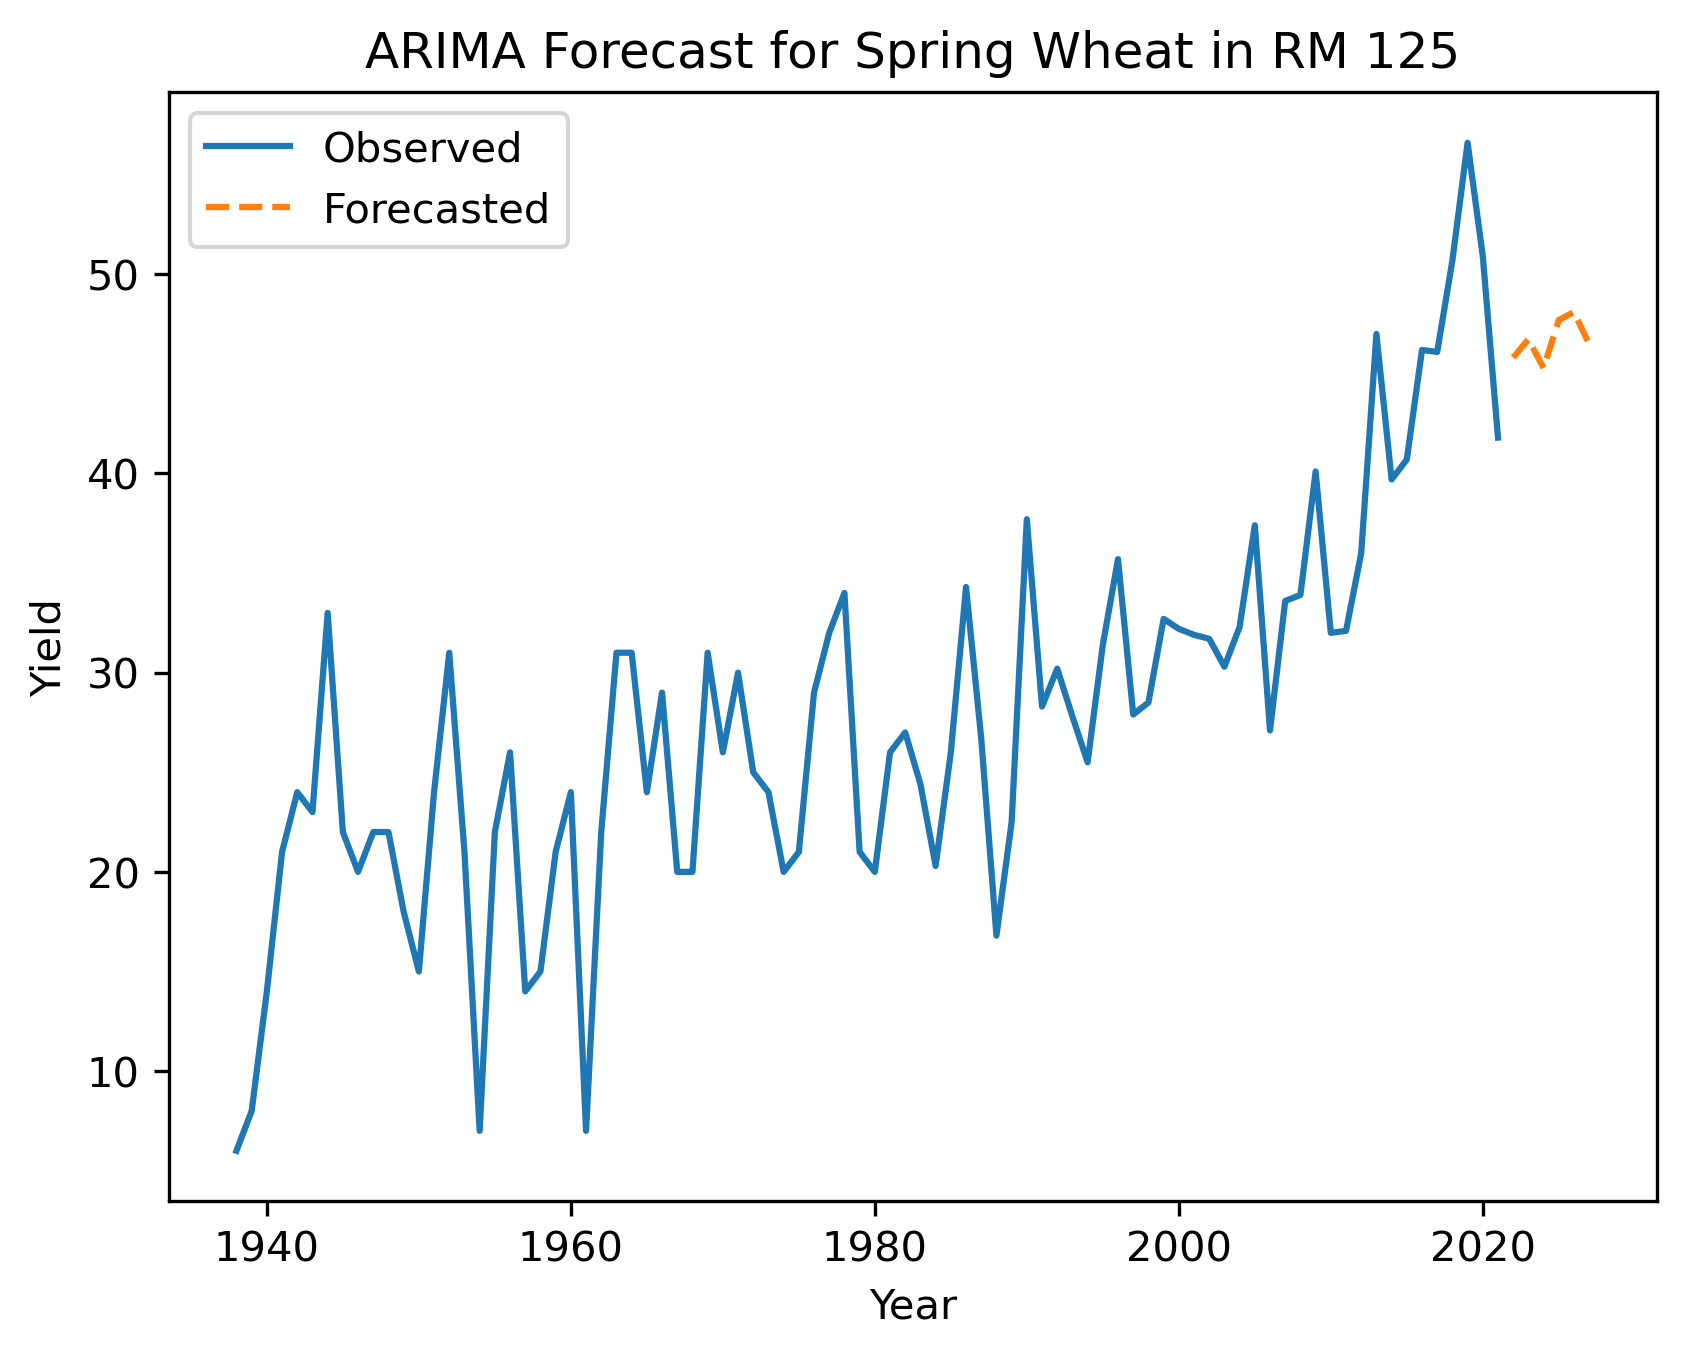 ARIMA Forecast for Spring Wheat in RM 125
Observed
Forecasted
50
40
30
20
10
Yield
1940 1960 1980 2000 2020
Year